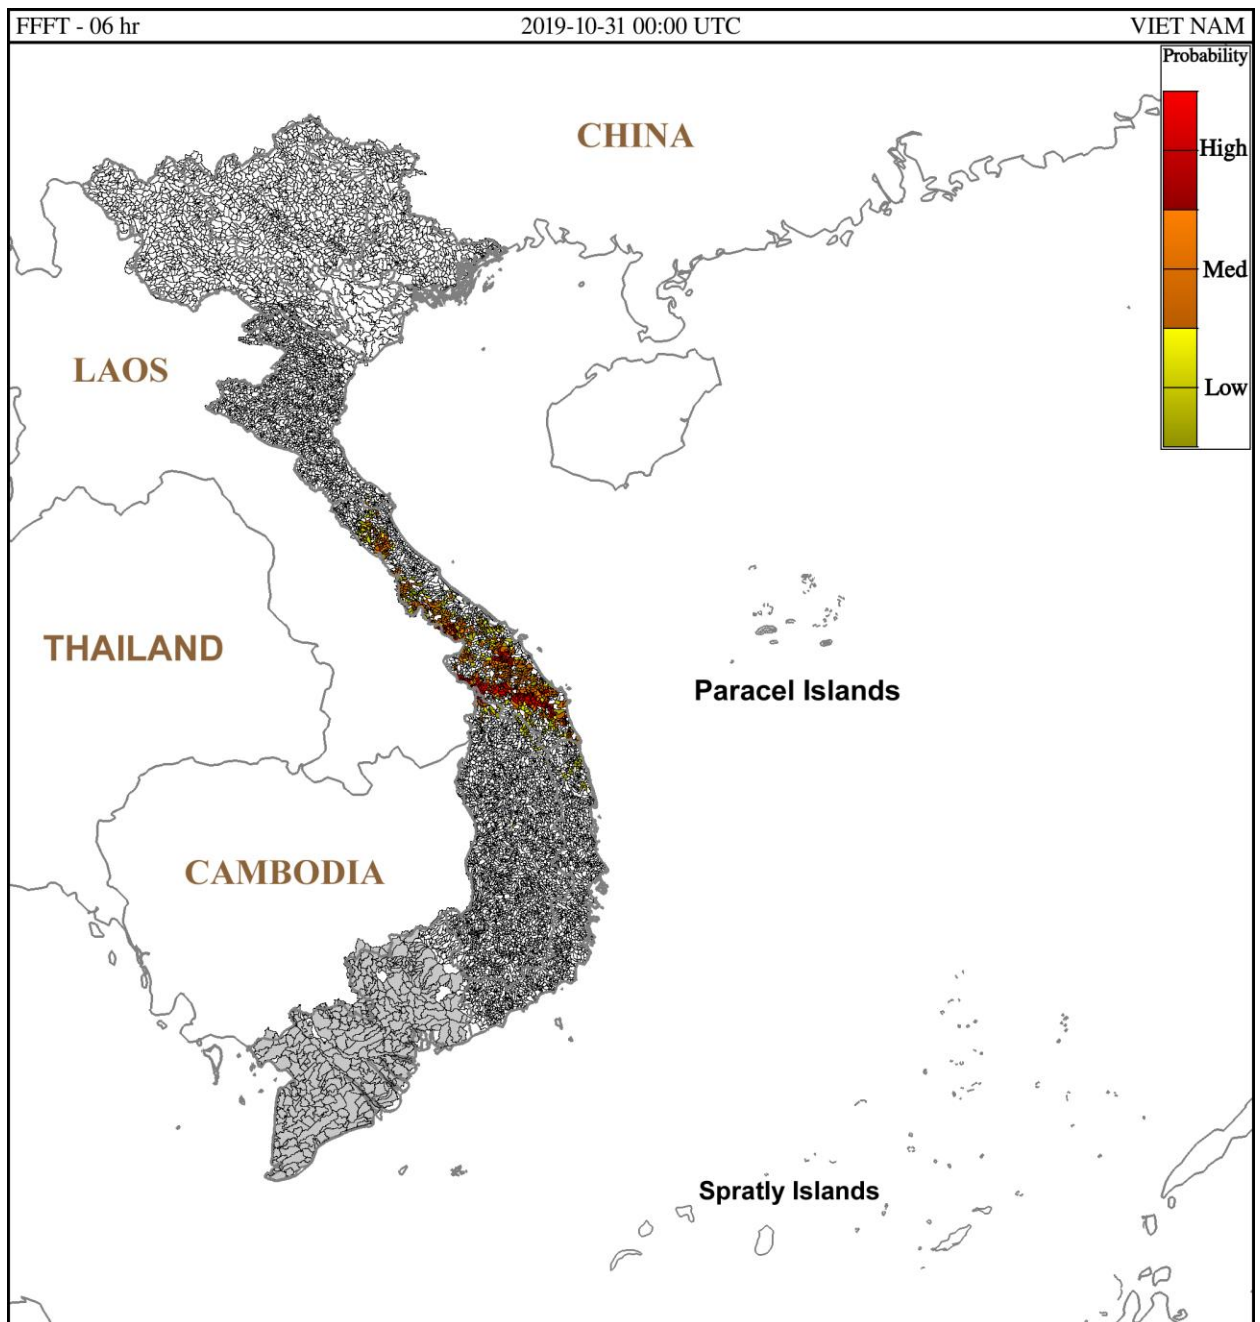 FFFT - 06 hr
2019-10-31 00:00 UTC
VIET NAM
Probability
High
Med
Low
CHINA
LAOS
THAILAND
Paracel Islands
CAMBODIA
Spratly Islands